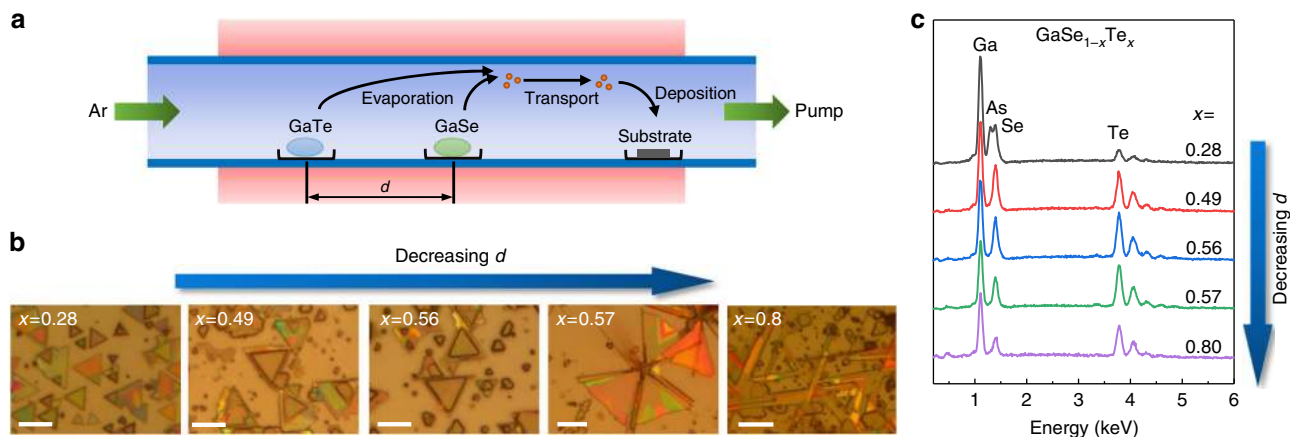 a
Ar
Evaporation
Transport
Deposition
Pump
GaTe
GaSe
Substrate
d
b
Decreasing d
x=0.28
x=0.49
x=0.56
x=0.57
x=0.8
c
GaSe1–xTex
Ga
As
Se
Te
x=
0.28
0.49
0.56
0.57
0.80
Decreasing d
1 2 3 4 5 6
Energy (keV)